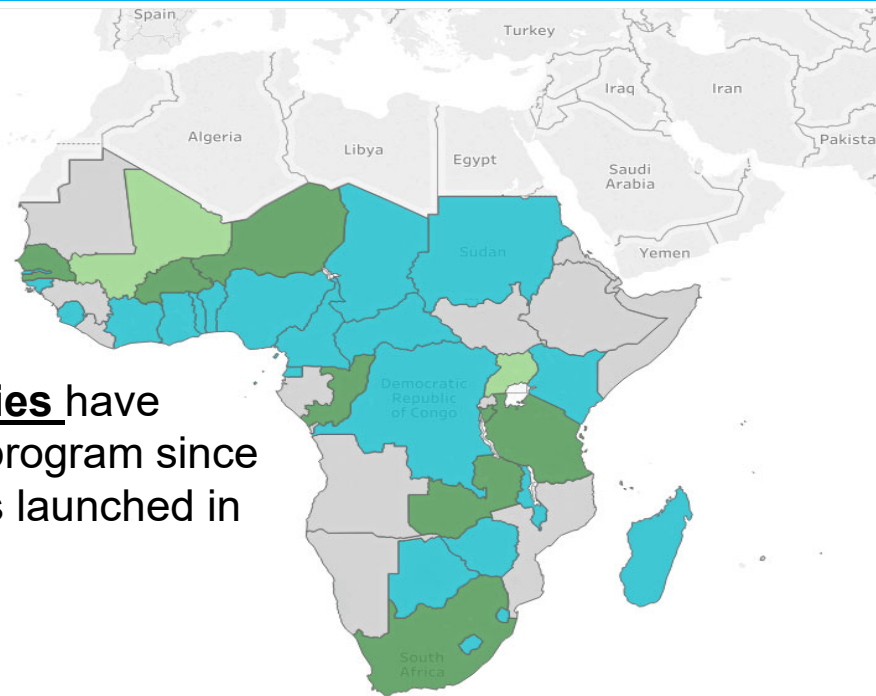 Spain
Turkey
Iraq
Iran
Algeria
Libya
Egypt
Pakista
Saudi
Arabia
Sudan
Yemen
ies have
Democratic
Republic
of Congo
program since
s launched in
South
Africa